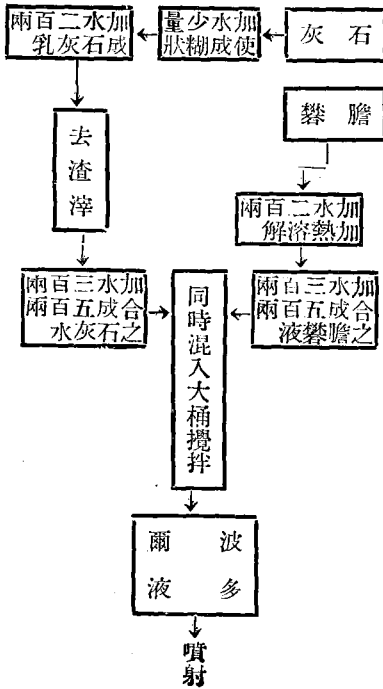 石灰
加水少量
使成糊狀
加水二百兩
成石灰乳
去渣滓
加水三百兩
合成五百兩
之石灰水
膽礬
加水二百兩
加熱溶解
加水三百兩
合成五百兩
之膽礬液
同時混入大桶攪拌
波爾
多液
噴射